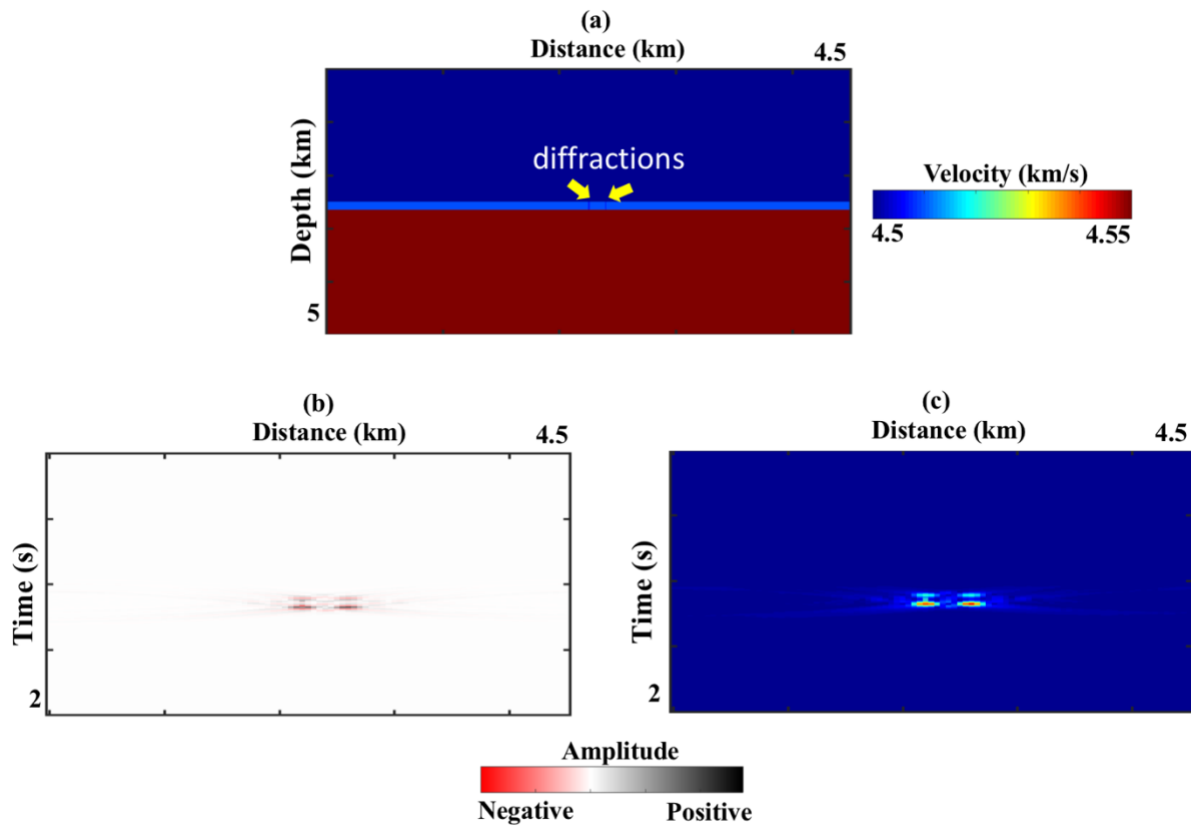 (a)
Distance (km)
4.5
Depth (km)
5
diffractions
Velocity (km/s)
4.5
4.55
(b)
Distance (km)
4.5
Time (s)
2
(c)
Distance (km)
4.5
Time (s)
2
Amplitude
Negative
Positive